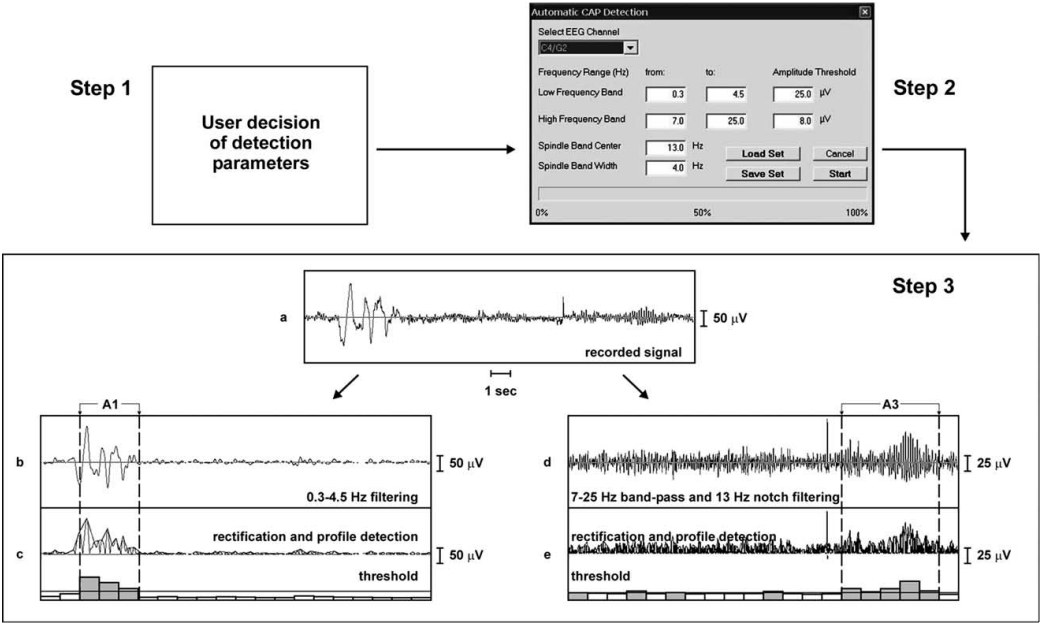 Step 1
User decision
of detection
parameters
Automatic CAP Detection
Select EEG Channel
C4/G2
Frequency Range (Hz) from: to: Amplitude Threshold
Low Frequency Band 0.3 4.5 25.0 µV
High Frequency Band 7.0 25.0 8.0 µV
Spindle Band Center 13.0 Hz
Spindle Band Width 4.0 Hz
Load Set Cancel
Save Set Start
0% 50% 100%
Step 2
Step 3
a
50 µV
recorded signal
1 sec
A1
b
50 µV
0.3-4.5 Hz filtering
c
rectification and profile detection
50 µV
threshold
A3
d
25 µV
7-25 Hz band-pass and 13 Hz notch filtering
e
rectification and profile detection
25 µV
threshold